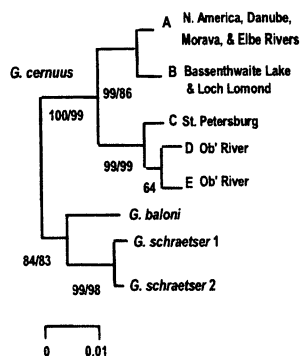 A N. America, Danube,
Morava, & Elbe Rivers
G. cernuus
B Bassenthwaite Lake
& Loch Lomond
99/86
100/99
C St. Petersburg
D Ob' River
99/99
64
E Ob' River
G. baloni
G. schraetser 1
84/83
99/98
G. schraetser 2
0 0.01